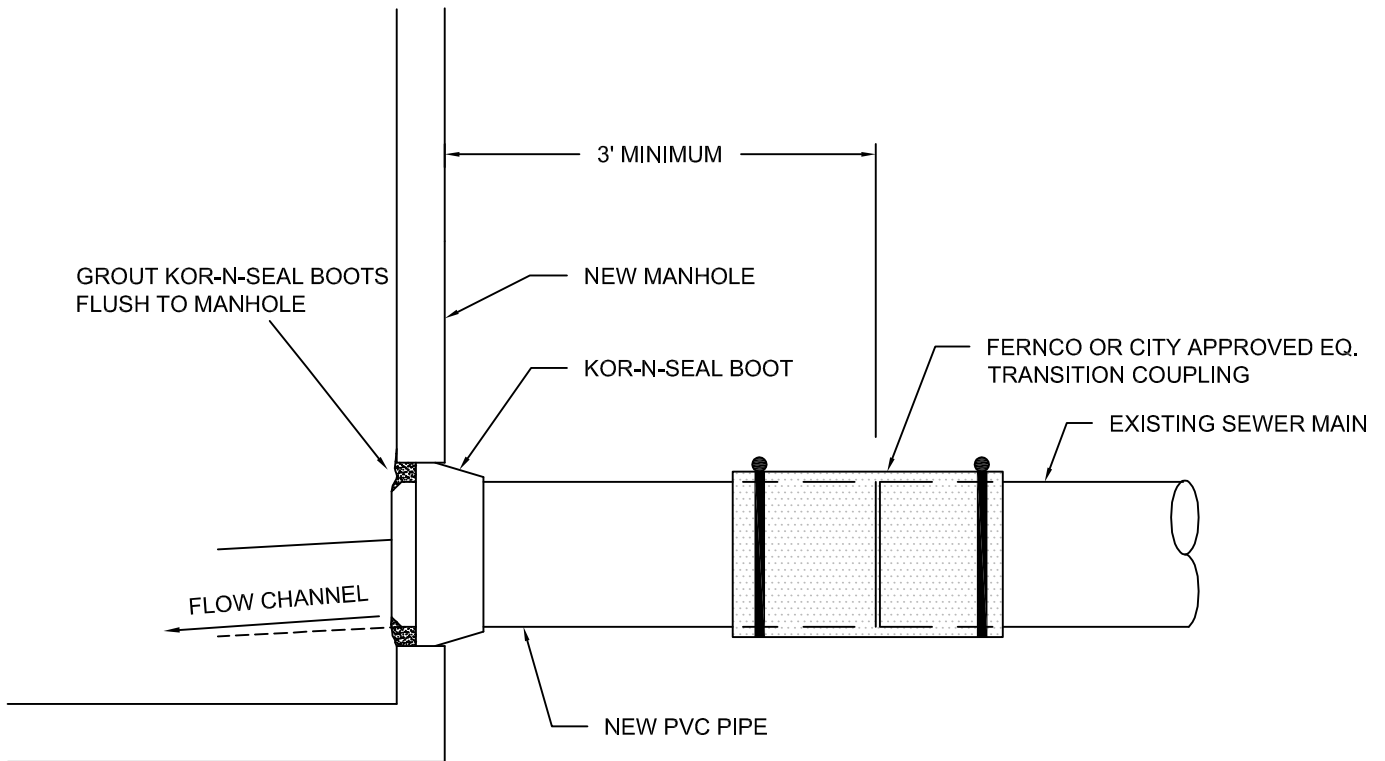 3' MINIMUM
GROUT KOR-N-SEAL BOOTS
FLUSH TO MANHOLE
NEW MANHOLE
KOR-N-SEAL BOOT
FERNCO OR CITY APPROVED EQ.
TRANSITION COUPLING
EXISTING SEWER MAIN
FLOW CHANNEL
NEW PVC PIPE